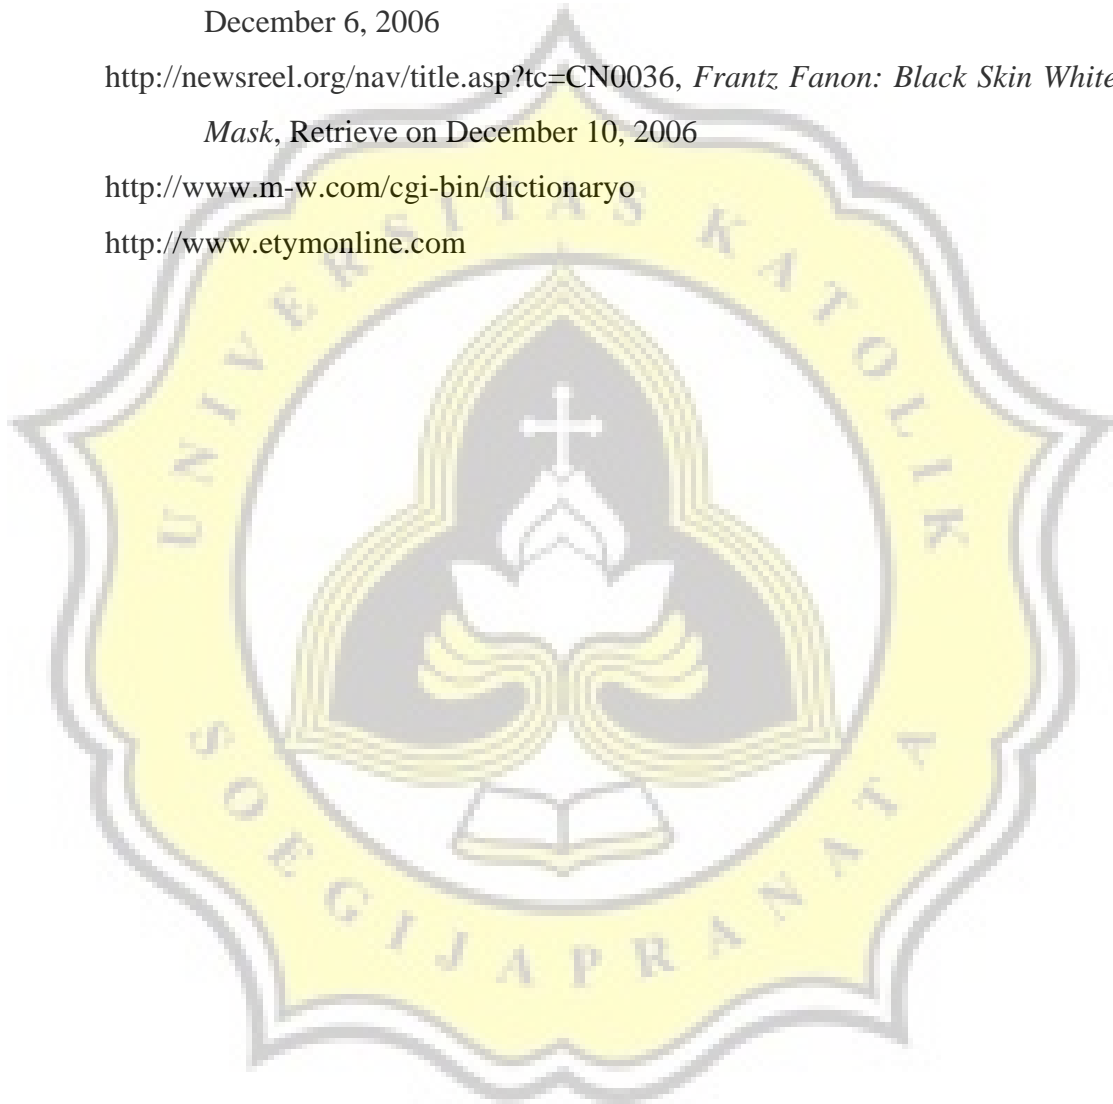 December 6, 2006
http://newsreel.org/nav/title.asp?tc=CN0036, Frantz Fanon: Black Skin White
Mask, Retrieve on December 10, 2006
http://www.m-w.com/cgi-bin/dictionaryo
http://www.etymonline.com
UNIVERSITAS KATOLIK
SOEGIJAPRANATA